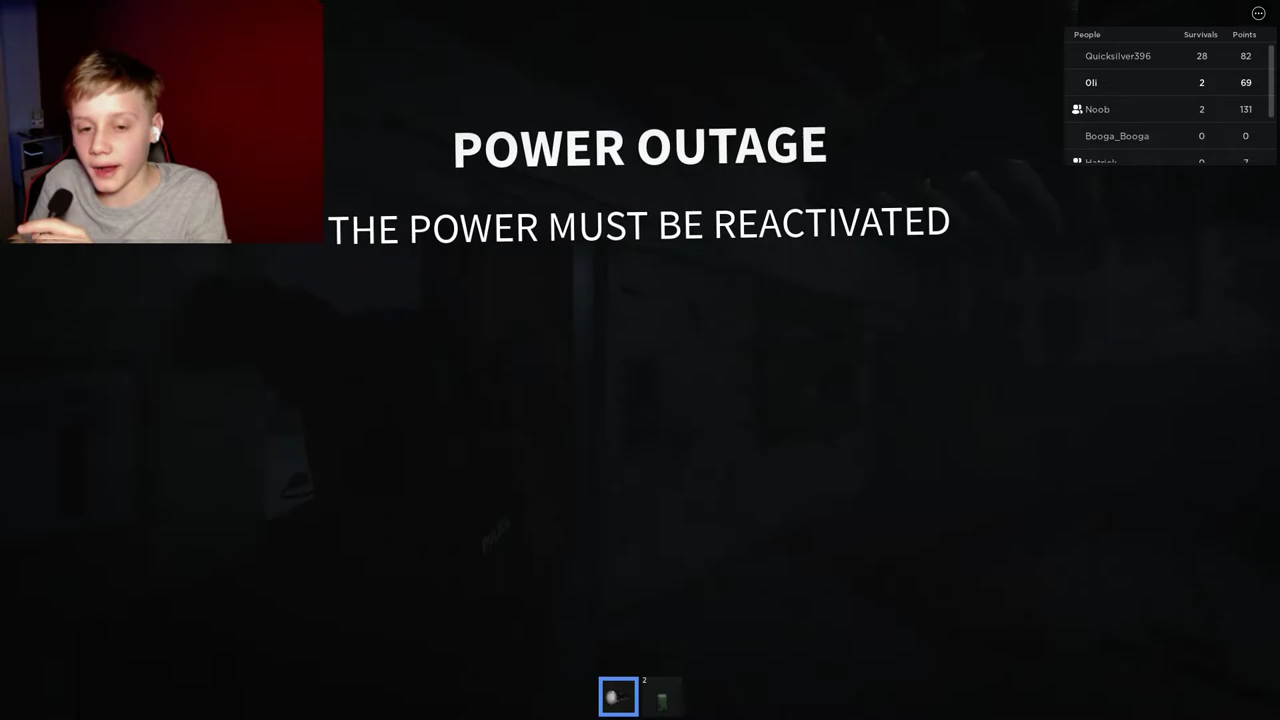 People Survivals Points
Quicksilver396 28 82
Oli 2 69
Noob 2 131
Booga_Booga 0 0
POWER OUTAGE
THE POWER MUST BE REACTIVATED
2